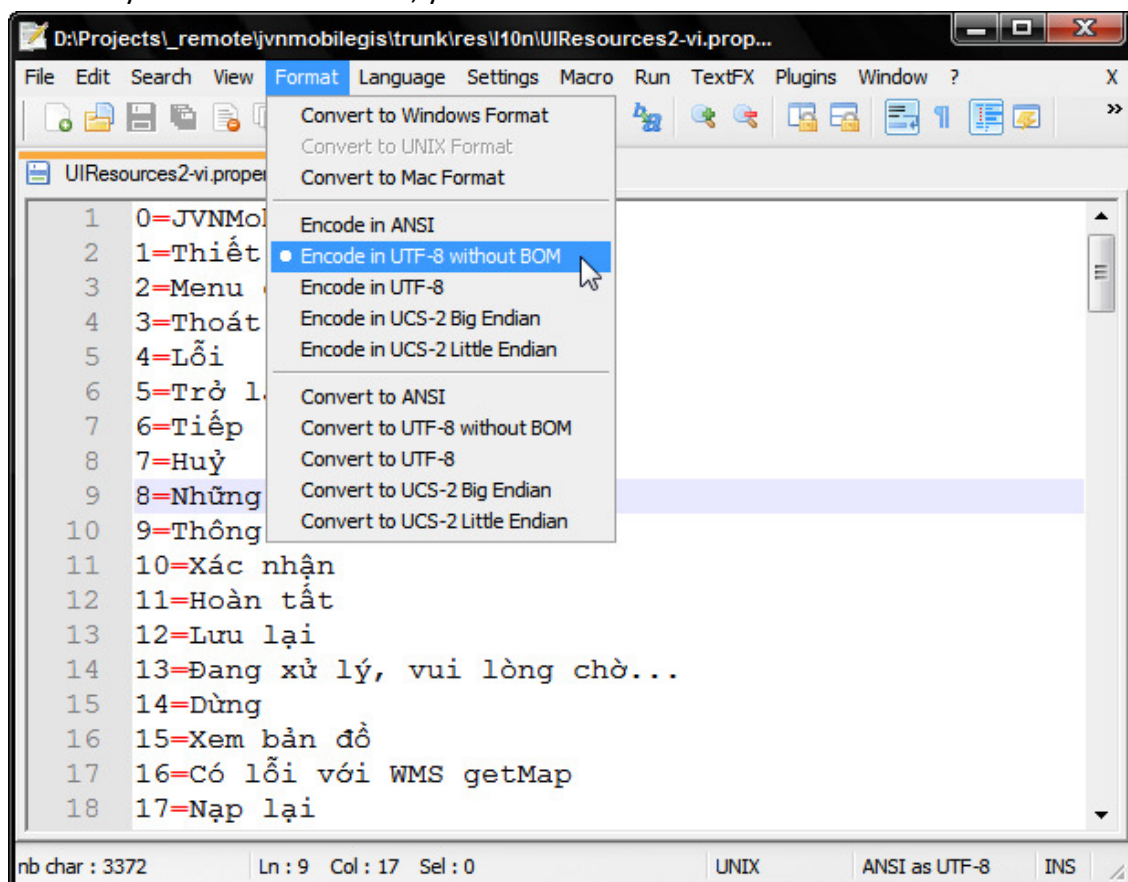 D:\Projects\_remote\jvnmobilegis\trunk\res\l10n\UIResources2-vi.prop...
File Edit Search View Format Language Settings Macro Run TextFX Plugins Window ? X
Convert to Windows Format
Convert to UNIX Format
Convert to Mac Format
Encode in ANSI
Encode in UTF-8 without BOM
Encode in UTF-8
Encode in UCS-2 Big Endian
Encode in UCS-2 Little Endian
Convert to ANSI
Convert to UTF-8 without BOM
Convert to UTF-8
Convert to UCS-2 Big Endian
Convert to UCS-2 Little Endian
UIResources2-vi.proper
1 0=JVNMo
2 1=Thiết
3 2=Menu
4 3=Thoát
5 4=Lỗi
6 5=Trở
7 6=Tiếp
8 7=Huỷ
9 8=Những
10 9=Thông
11 10=Xác nhận
12 11=Hoàn tất
13 12=Lưu lại
14 13=Đang xử lý, vui lòng chờ...
15 14=Dừng
16 15=Xem bản đồ
17 16=Có lỗi với WMS getMap
18 17=Nạp lại
nb char : 3372 Ln : 9 Col : 17 Sel : 0 UNIX ANSI as UTF-8 INS